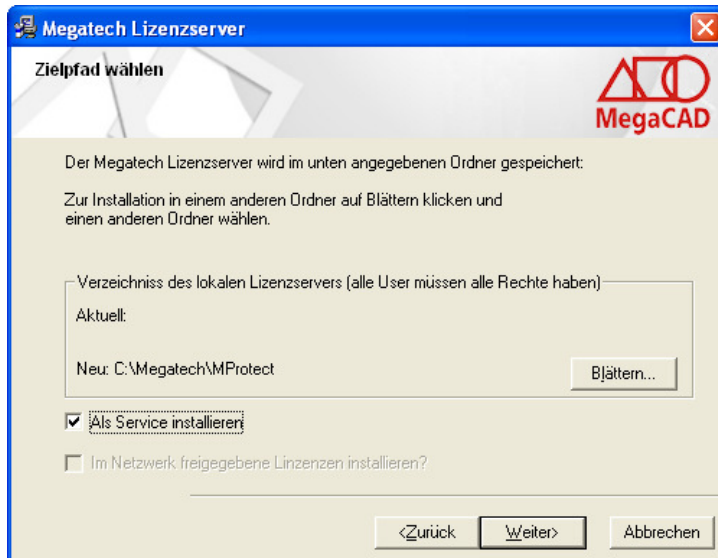 Megatech Lizenzserver
Zielpfad wählen
MegaCAD
Der Megatech Lizenzserver wird im unten angegebenen Ordner gespeichert:
Zur Installation in einem anderen Ordner auf Blättern klicken und
einen anderen Ordner wählen.
Verzeichniss des lokalen Lizenzservers (alle User müssen alle Rechte haben)
Aktuell:
Neu: C:\Megatech\MProtect
Blättern...
Als Service installieren
Im Netzwerk freigegebene Linzenzen installieren?
<Zurück
Weiter>
Abbrechen